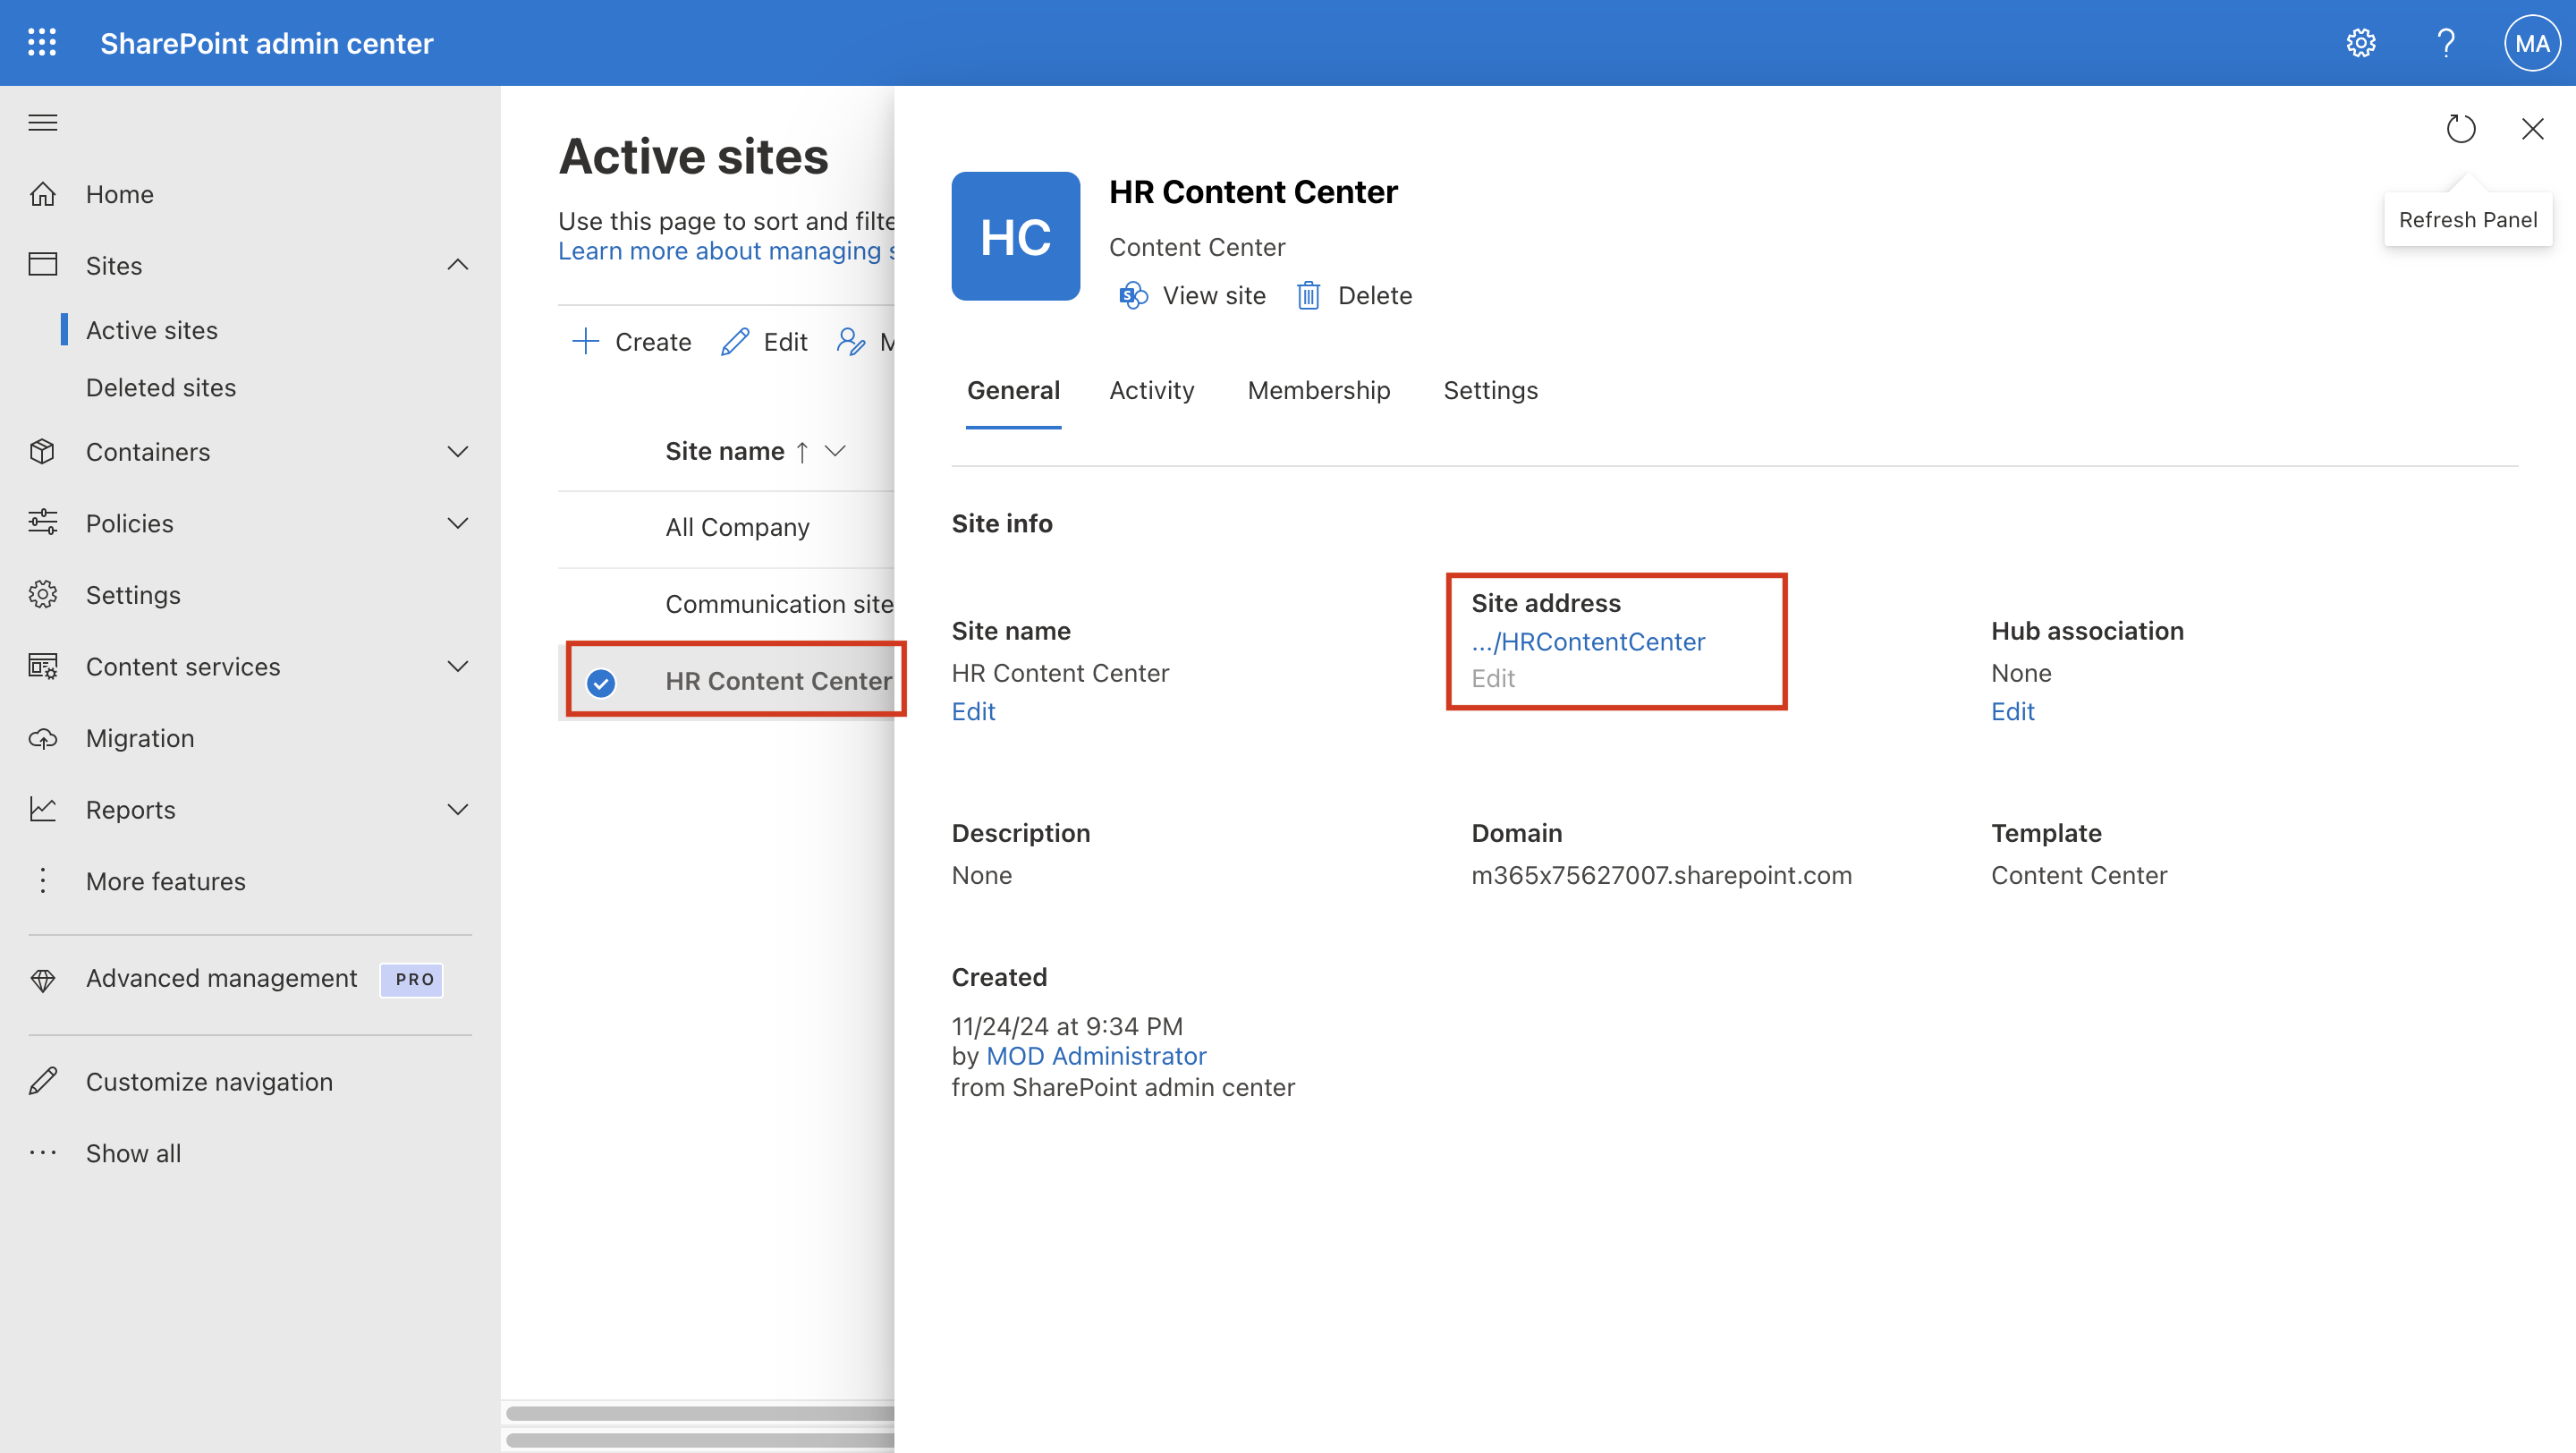 SharePoint admin center
MA
Home
Sites
Active sites
Deleted sites
Containers
Policies
Settings
Content services
Migration
Reports
More features
Advanced management PRO
Customize navigation
Show all
Active sites
Use this page to sort and filte
Learn more about managing s
Create Edit M
Site name
All Company
Communication site
HR Content Center
Refresh Panel
HC
HR Content Center
Content Center
View site Delete
General Activity Membership Settings
Site info
Site name
HR Content Center
Edit
Site address
.../HRContentCenter
Edit
Hub association
None
Edit
Description
None
Domain
m365x75627007.sharepoint.com
Template
Content Center
Created
11/24/24 at 9:34 PM
by MOD Administrator
from SharePoint admin center